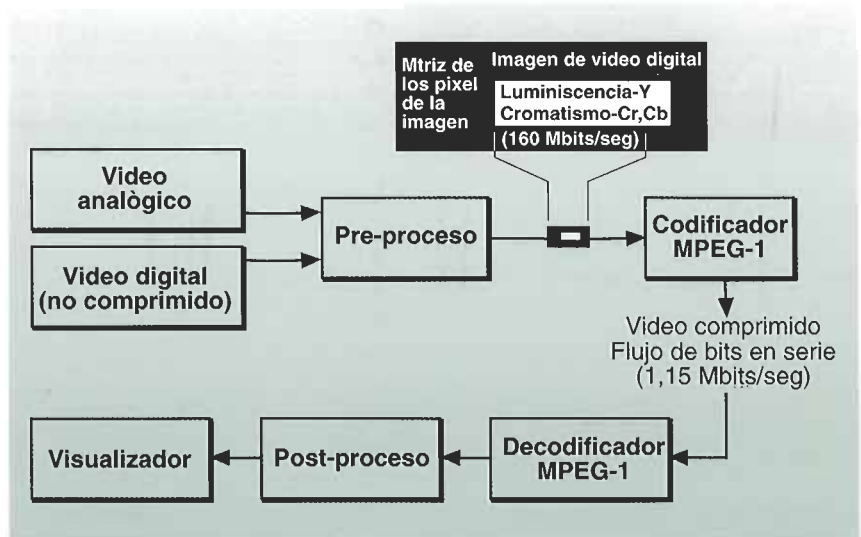 Mtriz de
los pixel
de la
imagen
Imagen de video digital
Luminiscencia-Y
Cromatismo-Cr,Cb
(160 Mbits/seg)
Video
analògico
Video digital
(no comprimido)
Pre-proceso
Codificador
MPEG-1
Video comprimido
Flujo de bits en serie
(1,15 Mbits/seg)
Visualizador
Post-proceso
Decodificador
MPEG-1